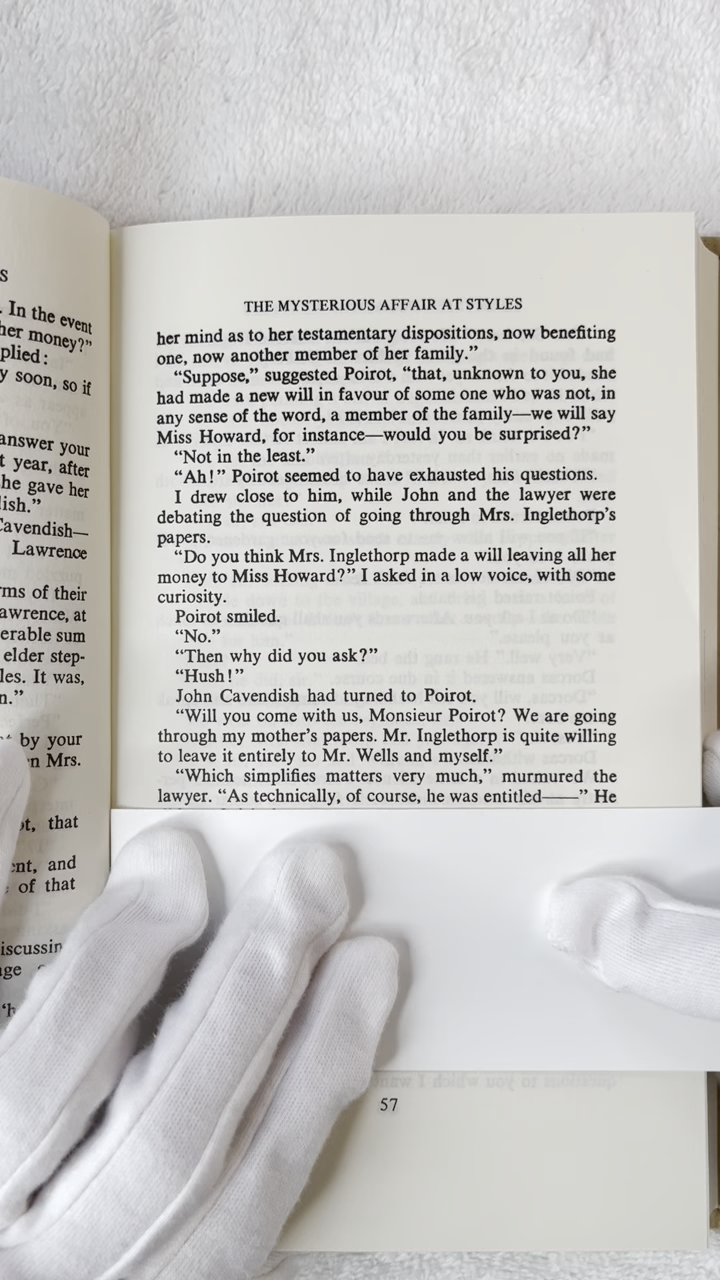 S
. In the event
her money?”
plied:
y soon, so if
answer your
t year, after
he gave her
lish.”
Cavendish—
Lawrence
rms of their
awrence, at
erable sum
elder step-
les. It was,
n.”
by your
n Mrs.
ot, that
ent, and
of that
iscussin
ge
THE MYSTERIOUS AFFAIR AT STYLES
her mind as to her testamentary dispositions, now benefiting
one, now another member of her family.”
“Suppose,” suggested Poirot, “that, unknown to you, she
had made a new will in favour of some one who was not, in
any sense of the word, a member of the family—we will say
Miss Howard, for instance—would you be surprised?”
“Not in the least.”
“Ah!” Poirot seemed to have exhausted his questions.
I drew close to him, while John and the lawyer were
debating the question of going through Mrs. Inglethorp’s
papers.
“Do you think Mrs. Inglethorp made a will leaving all her
money to Miss Howard?” I asked in a low voice, with some
curiosity.
Poirot smiled.
“No.”
“Then why did you ask?”
“Hush!”
John Cavendish had turned to Poirot.
“Will you come with us, Monsieur Poirot? We are going
through my mother’s papers. Mr. Inglethorp is quite willing
to leave it entirely to Mr. Wells and myself.”
“Which simplifies matters very much,” murmured the
lawyer. “As technically, of course, he was entitled——” He
57